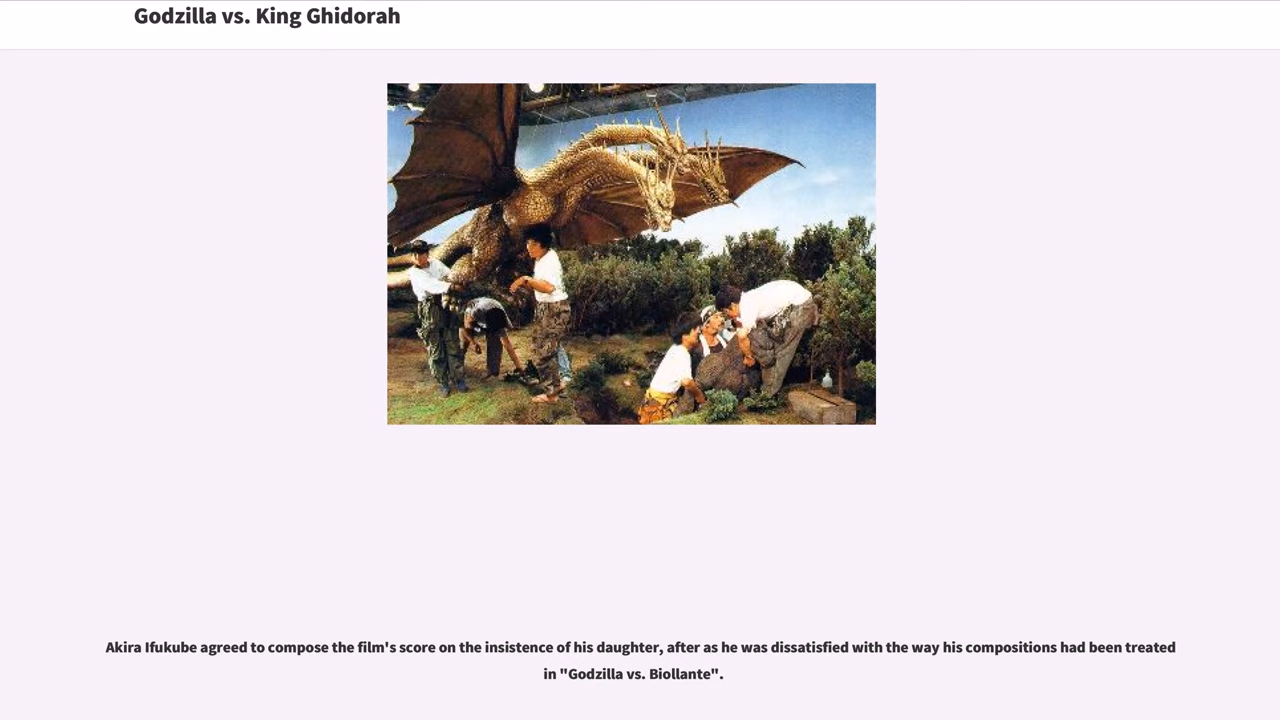 Godzilla vs. King Ghidorah
Akira Ifukube agreed to compose the film's score on the insistence of his daughter, after as he was dissatisfied with the way his compositions had been treated
in "Godzilla vs. Biollante".